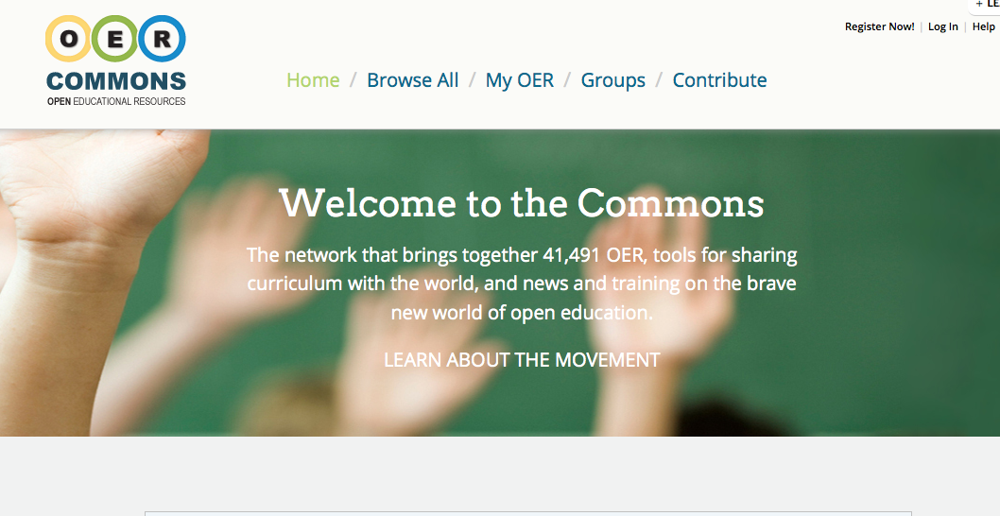 + LE
Register Now! | Log In | Help
O E R
COMMONS
OPEN EDUCATIONAL RESOURCES
Home / Browse All / My OER / Groups / Contribute
Welcome to the Commons
The network that brings together 41,491 OER, tools for sharing
curriculum with the world, and news and training on the brave
new world of open education.
LEARN ABOUT THE MOVEMENT